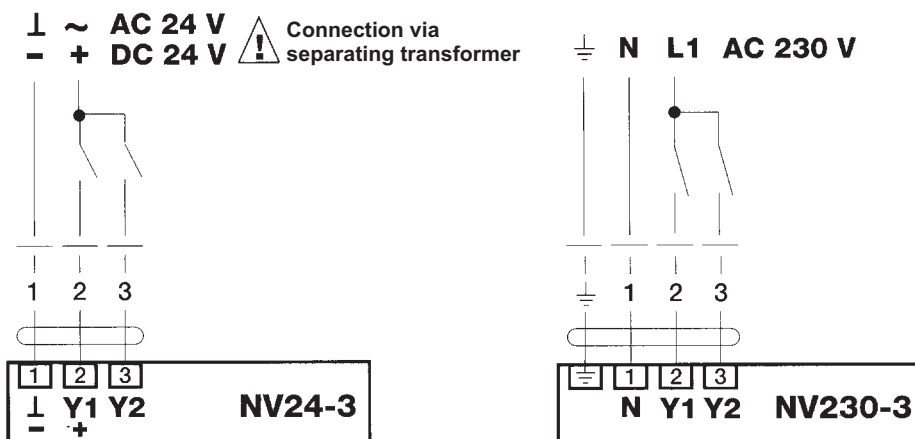 ⊥ ~ AC 24 V
– + DC 24 V
! Connection via
separating transformer
1 2 3
1 2 3
⊥ Y1 Y2
– +
NV24-3
⏚ N L1 AC 230 V
⏚ 1 2 3
⏚ 1 2 3
N Y1 Y2
NV230-3